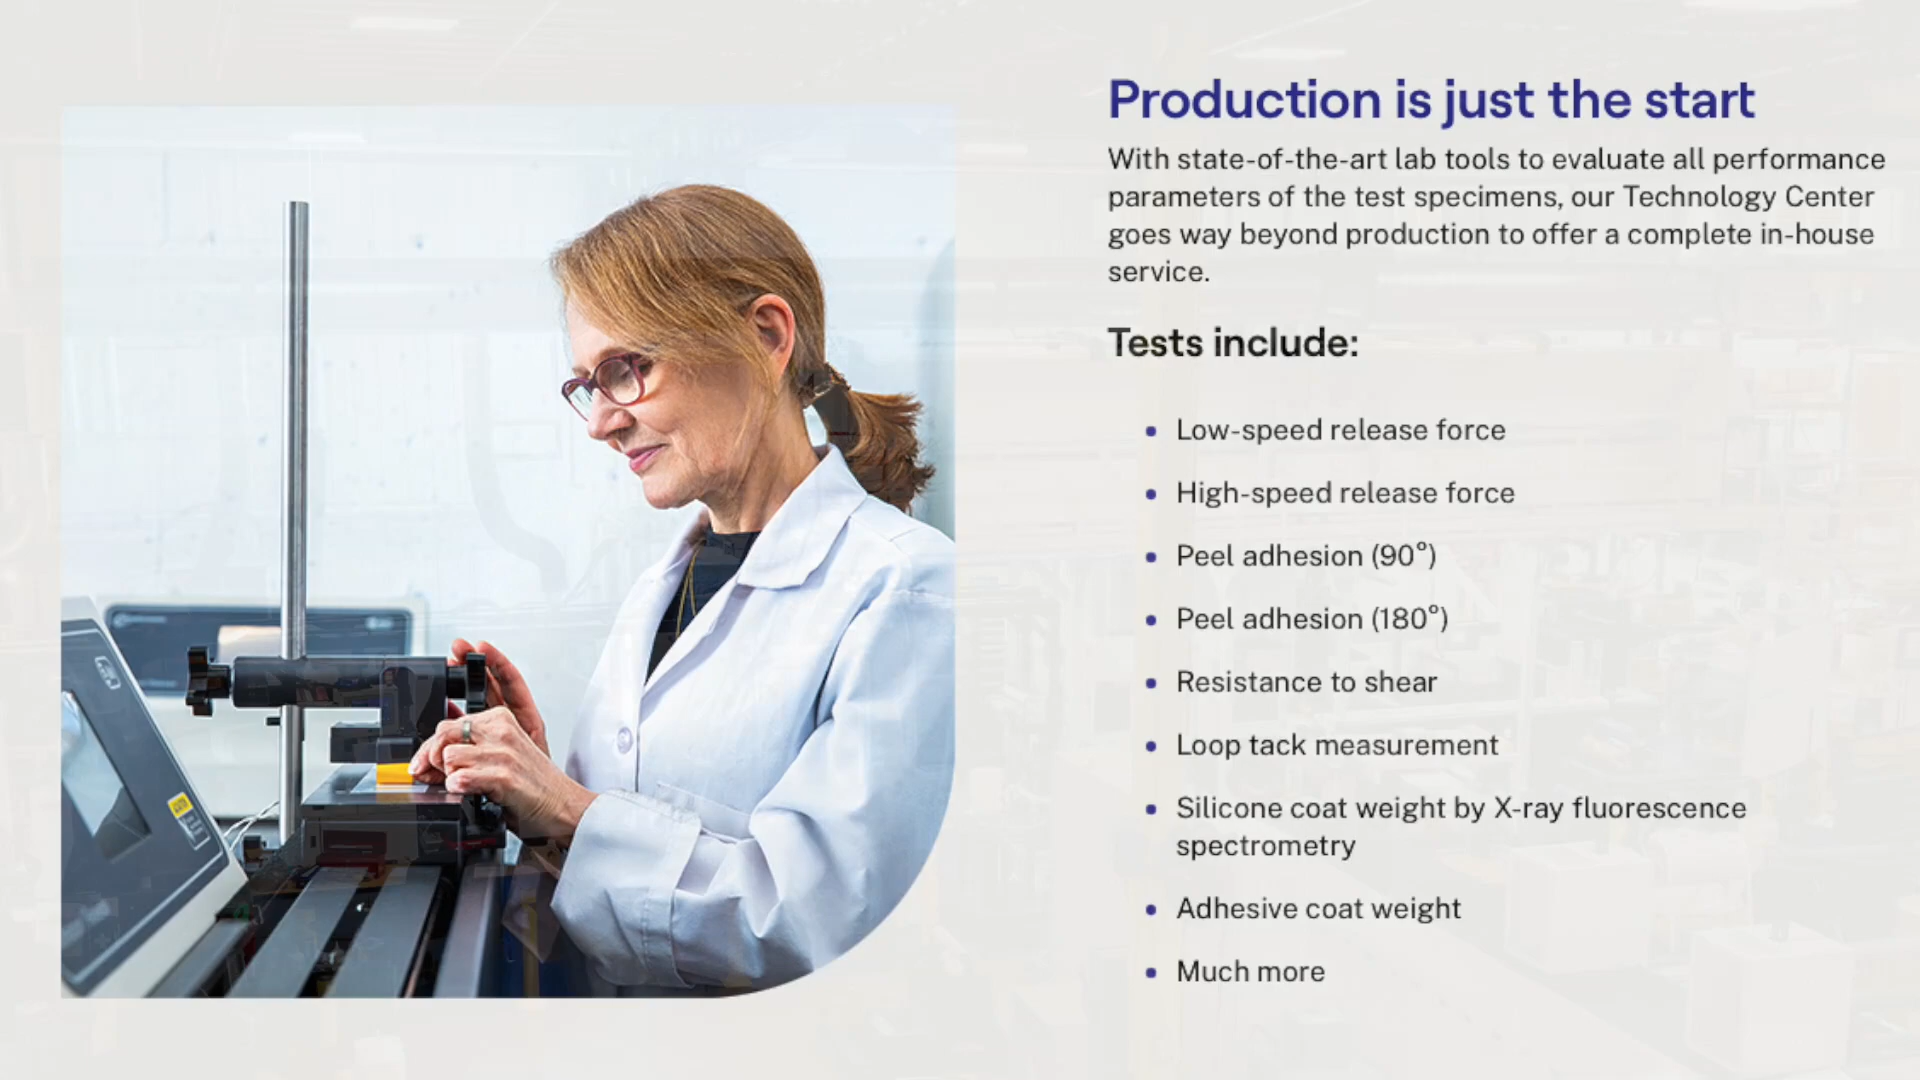 Production is just the start
With state-of-the-art lab tools to evaluate all performance
parameters of the test specimens, our Technology Center
goes way beyond production to offer a complete in-house
service.
Tests include:
• Low-speed release force
• High-speed release force
• Peel adhesion (90°)
• Peel adhesion (180°)
• Resistance to shear
• Loop tack measurement
• Silicone coat weight by X-ray fluorescence
spectrometry
• Adhesive coat weight
• Much more